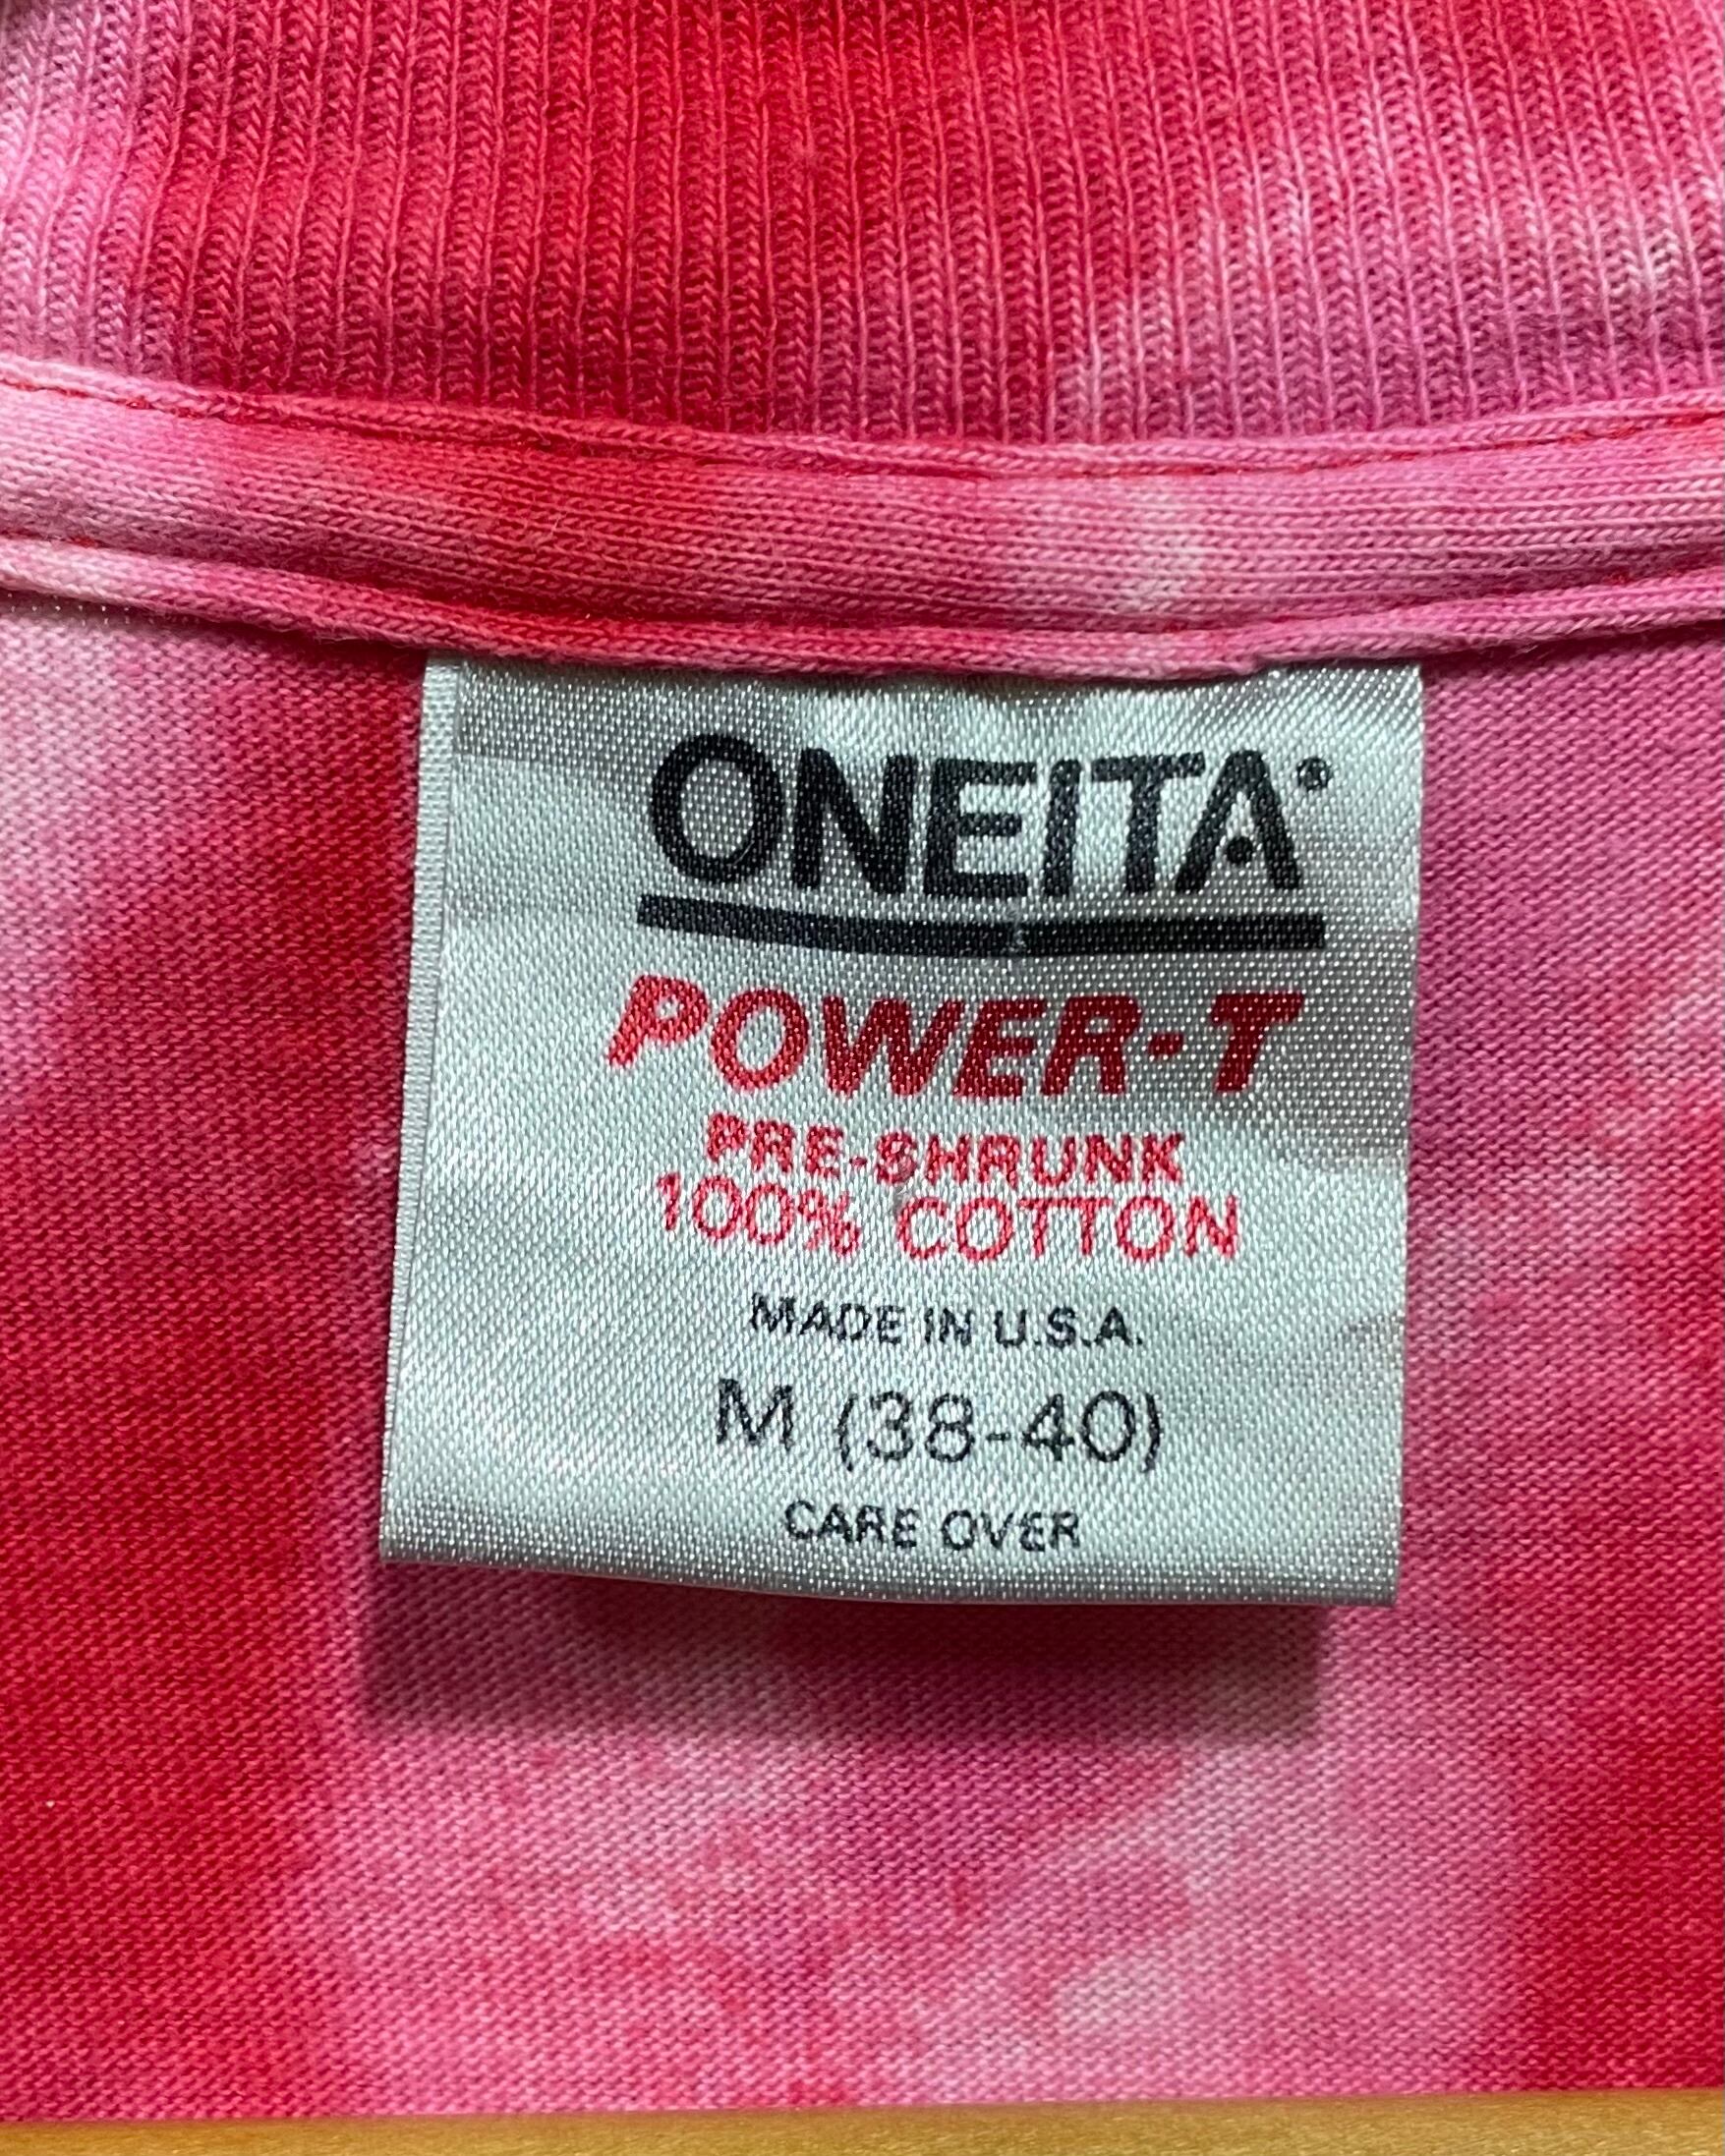 ONEITA®
POWER-T
PRE-SHRUNK
100% COTTON
MADE IN U.S.A.
M (38-40)
CARE OVER